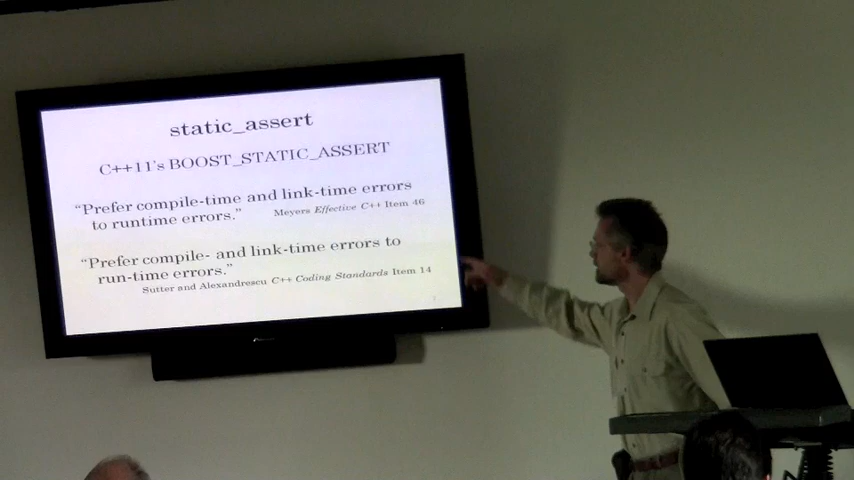 static_assert
C++11's BOOST_STATIC_ASSERT
“Prefer compile-time and link-time errors
to runtime errors.” Meyers Effective C++ Item 46
“Prefer compile- and link-time errors to
run-time errors.”
Sutter and Alexandrescu C++ Coding Standards Item 14